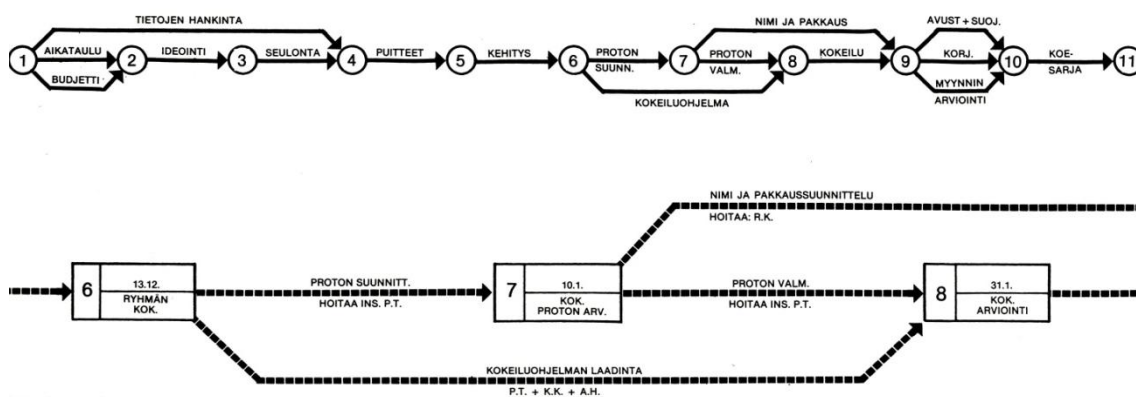 TIETOJEN HANKINTA
NIMI JA PAKKAUS
AVUST + SUOJ.
1 AIKATAULU 2 IDEOINTI 3 SEULONTA 4 PUITTEET 5 KEHITYS 6 PROTON SUUNN. 7 PROTON VALM. 8 KOKEILU 9 KORJ. 10 KOE-SARJA 11
BUDJETTI
KOKEILUOHJELMA
MYYNNIN
ARVIOINTI
NIMI JA PAKKAUSSUUNNITTELU
HOITAA: R.K.
6
13.12.
RYHMÄN
KOK.
PROTON SUUNNITT.
HOITAA INS. P.T.
7
10.1.
KOK.
PROTON ARV.
PROTON VALM.
HOITAA INS. P.T.
8
31.1.
KOK.
ARVIOINTI
KOKEILUOHJELMAN LAADINTA
P.T. + K.K. + A.H.